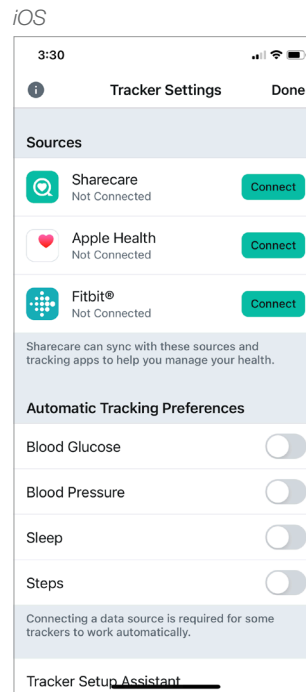 iOS
3:30
Tracker Settings
Done
Sources
Sharecare
Not Connected
Connect
Apple Health
Not Connected
Connect
Fitbit®
Not Connected
Connect
Sharecare can sync with these sources and
tracking apps to help you manage your health.
Automatic Tracking Preferences
Blood Glucose
Blood Pressure
Sleep
Steps
Connecting a data source is required for some
trackers to work automatically.
Tracker Setup Assistant